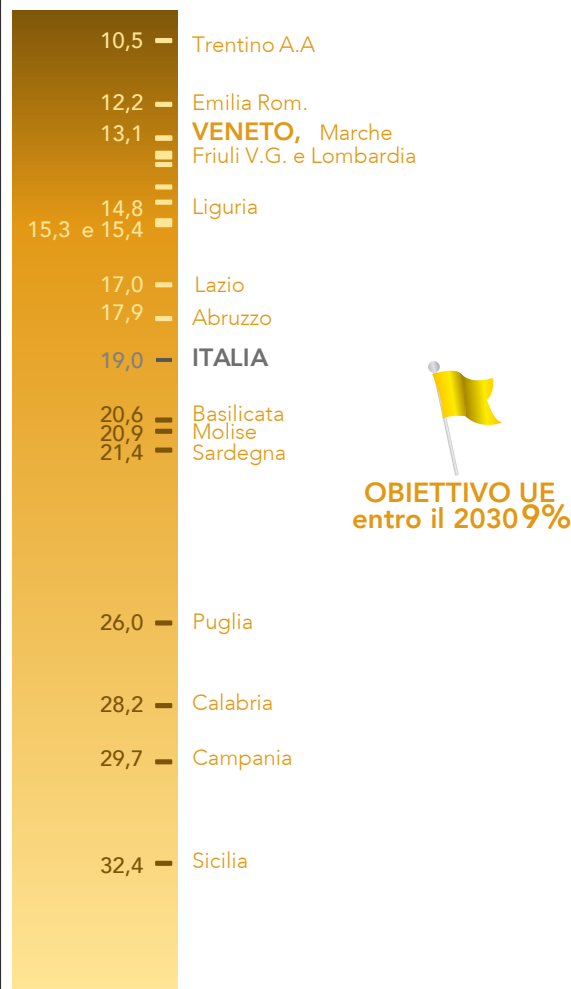 10,5 Trentino A.A
12,2 Emilia Rom.
13,1 VENETO, Marche
Friuli V.G. e Lombardia
14,8 Liguria
15,3 e 15,4
17,0 Lazio
17,9 Abruzzo
19,0 ITALIA
20,6 Basilicata
20,9 Molise
21,4 Sardegna
OBIETTIVO UE
entro il 2030 9%
26,0 Puglia
28,2 Calabria
29,7 Campania
32,4 Sicilia